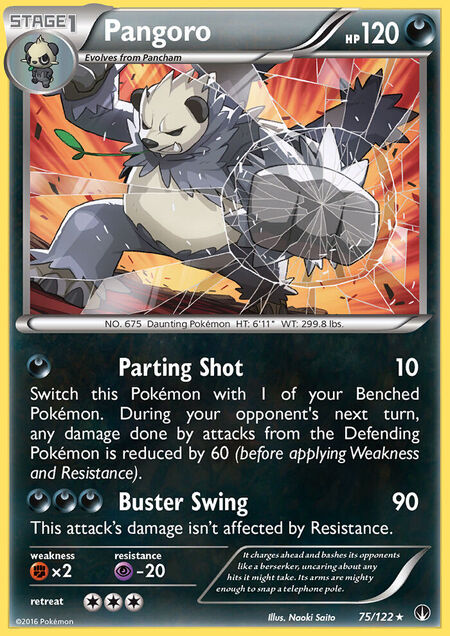 STAGE1
Pangoro
HP120
Evolves from Pancham
NO. 675 Daunting Pokémon HT: 6'11" WT: 299.8 lbs.
Parting Shot 10
Switch this Pokémon with 1 of your Benched
Pokémon. During your opponent's next turn,
any damage done by attacks from the Defending
Pokémon is reduced by 60 (before applying Weakness
and Resistance).
Buster Swing 90
This attack's damage isn't affected by Resistance.
weakness
×2
resistance
-20
retreat
It charges ahead and bashes its opponents
like a berserker, uncaring about any
hits it might take. Its arms are mighty
enough to snap a telephone pole.
Illus. Naoki Saito
75/122 ★
©2016 Pokémon